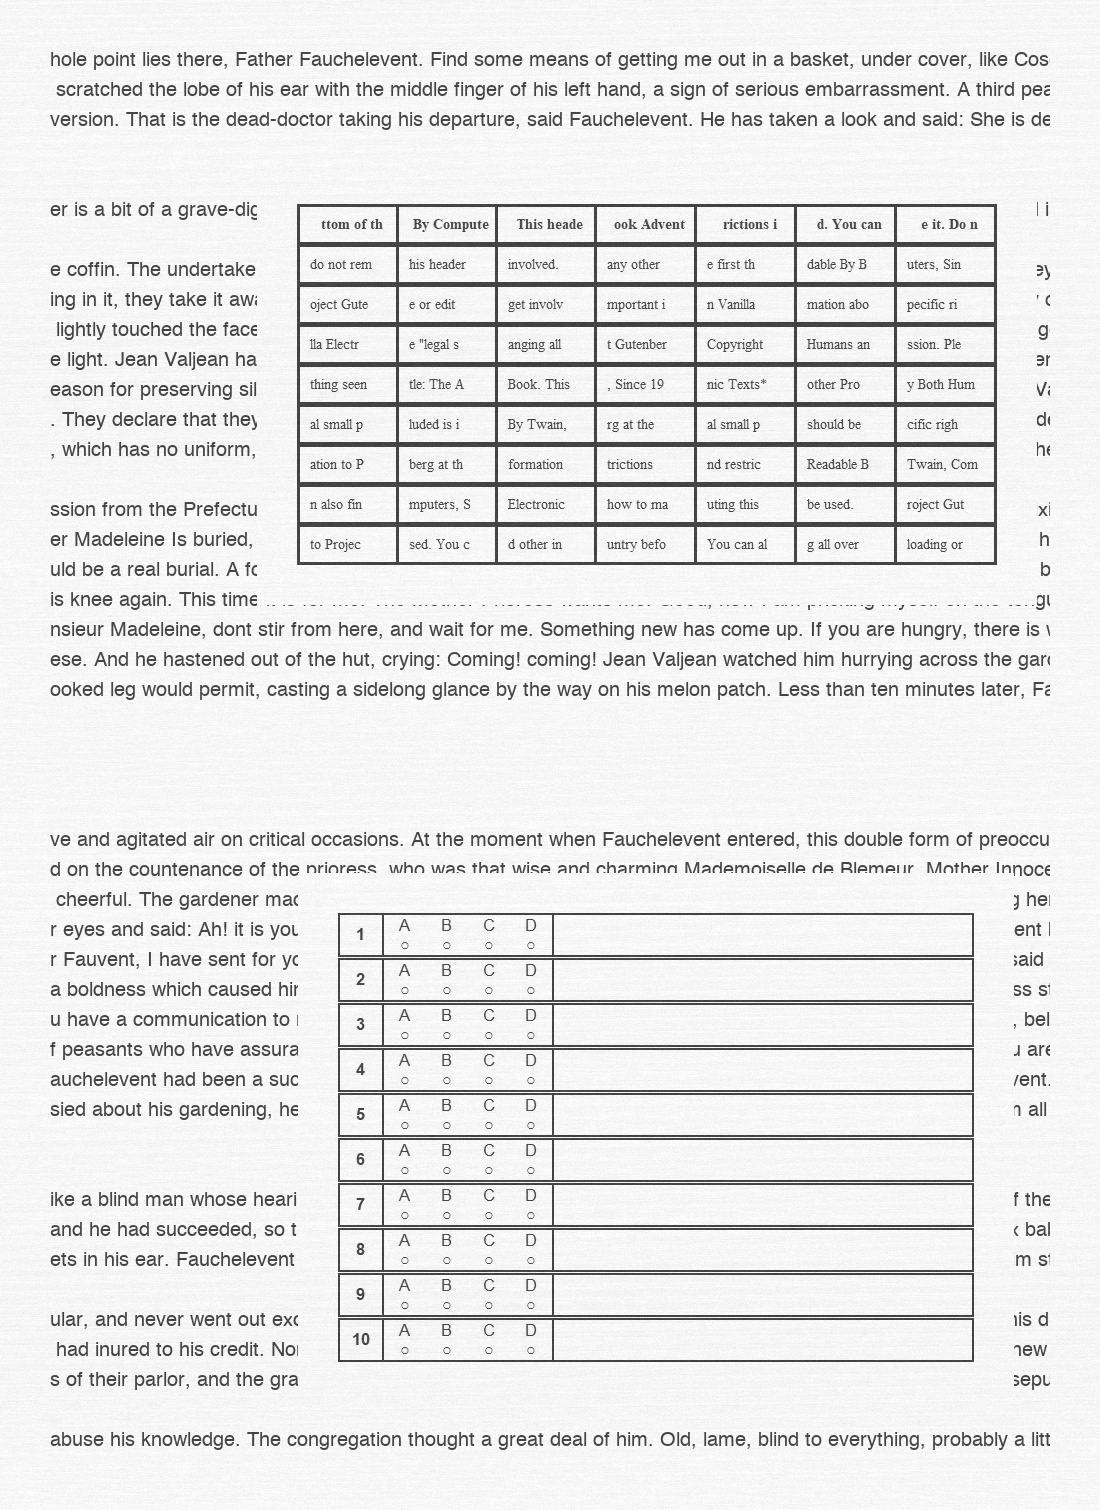 hole point lies there, Father Fauchelevent. Find some means of getting me out in a basket, under cover, like Cos
scratched the lobe of his ear with the middle finger of his left hand, a sign of serious embarrassment. A third pea
version. That is the dead-doctor taking his departure, said Fauchelevent. He has taken a look and said: She is de
er is a bit of a grave-dig
ttom of th By Compute This heade ook Advent rictions i d. You can e it. Do n
do not rem his header involved. any other e first th dable By B uters, Sin
oject Gute e or edit get involv mportant i n Vanilla mation abo pecific ri
lla Electr e "legal s anging all t Gutenber Copyright Humans an ssion. Ple
thing seen tle: The A Book. This , Since 19 nic Texts* other Pro y Both Hum
al small p luded is i By Twain, rg at the al small p should be cific righ
ation to P berg at th formation trictions nd restric Readable B Twain, Com
n also fin mputers, S Electronic how to ma uting this be used. roject Gut
to Projec sed. You c d other in untry befo You can al g all over loading or
e coffin. The undertake
ing in it, they take it awa
lightly touched the face
e light. Jean Valjean ha
eason for preserving sil
. They declare that they
, which has no uniform,
ssion from the Prefectu
er Madeleine Is buried,
uld be a real burial. A fo
is knee again. This time
nsieur Madeleine, dont stir from here, and wait for me. Something new has come up. If you are hungry, there is w
ese. And he hastened out of the hut, crying: Coming! coming! Jean Valjean watched him hurrying across the gard
ooked leg would permit, casting a sidelong glance by the way on his melon patch. Less than ten minutes later, Fa
ve and agitated air on critical occasions. At the moment when Fauchelevent entered, this double form of preoccu
d on the countenance of the prioress, who was that wise and charming Mademoiselle de Blemeur, Mother Innoce
cheerful. The gardener mad g her
r eyes and said: Ah! it is you ent
r Fauvent, I have sent for yo said
a boldness which caused him ss st
u have a communication to , bel
f peasants who have assura u are
auchelevent had been a suc vent.
sied about his gardening, he n all
1 A B C D
2 A B C D
3 A B C D
4 A B C D
5 A B C D
6 A B C D
7 A B C D
8 A B C D
9 A B C D
10 A B C D
ike a blind man whose heari f the
and he had succeeded, so t x bal
ets in his ear. Fauchelevent m st
ular, and never went out exc his d
had inured to his credit. Nor new
s of their parlor, and the gra sepu
abuse his knowledge. The congregation thought a great deal of him. Old, lame, blind to everything, probably a litt